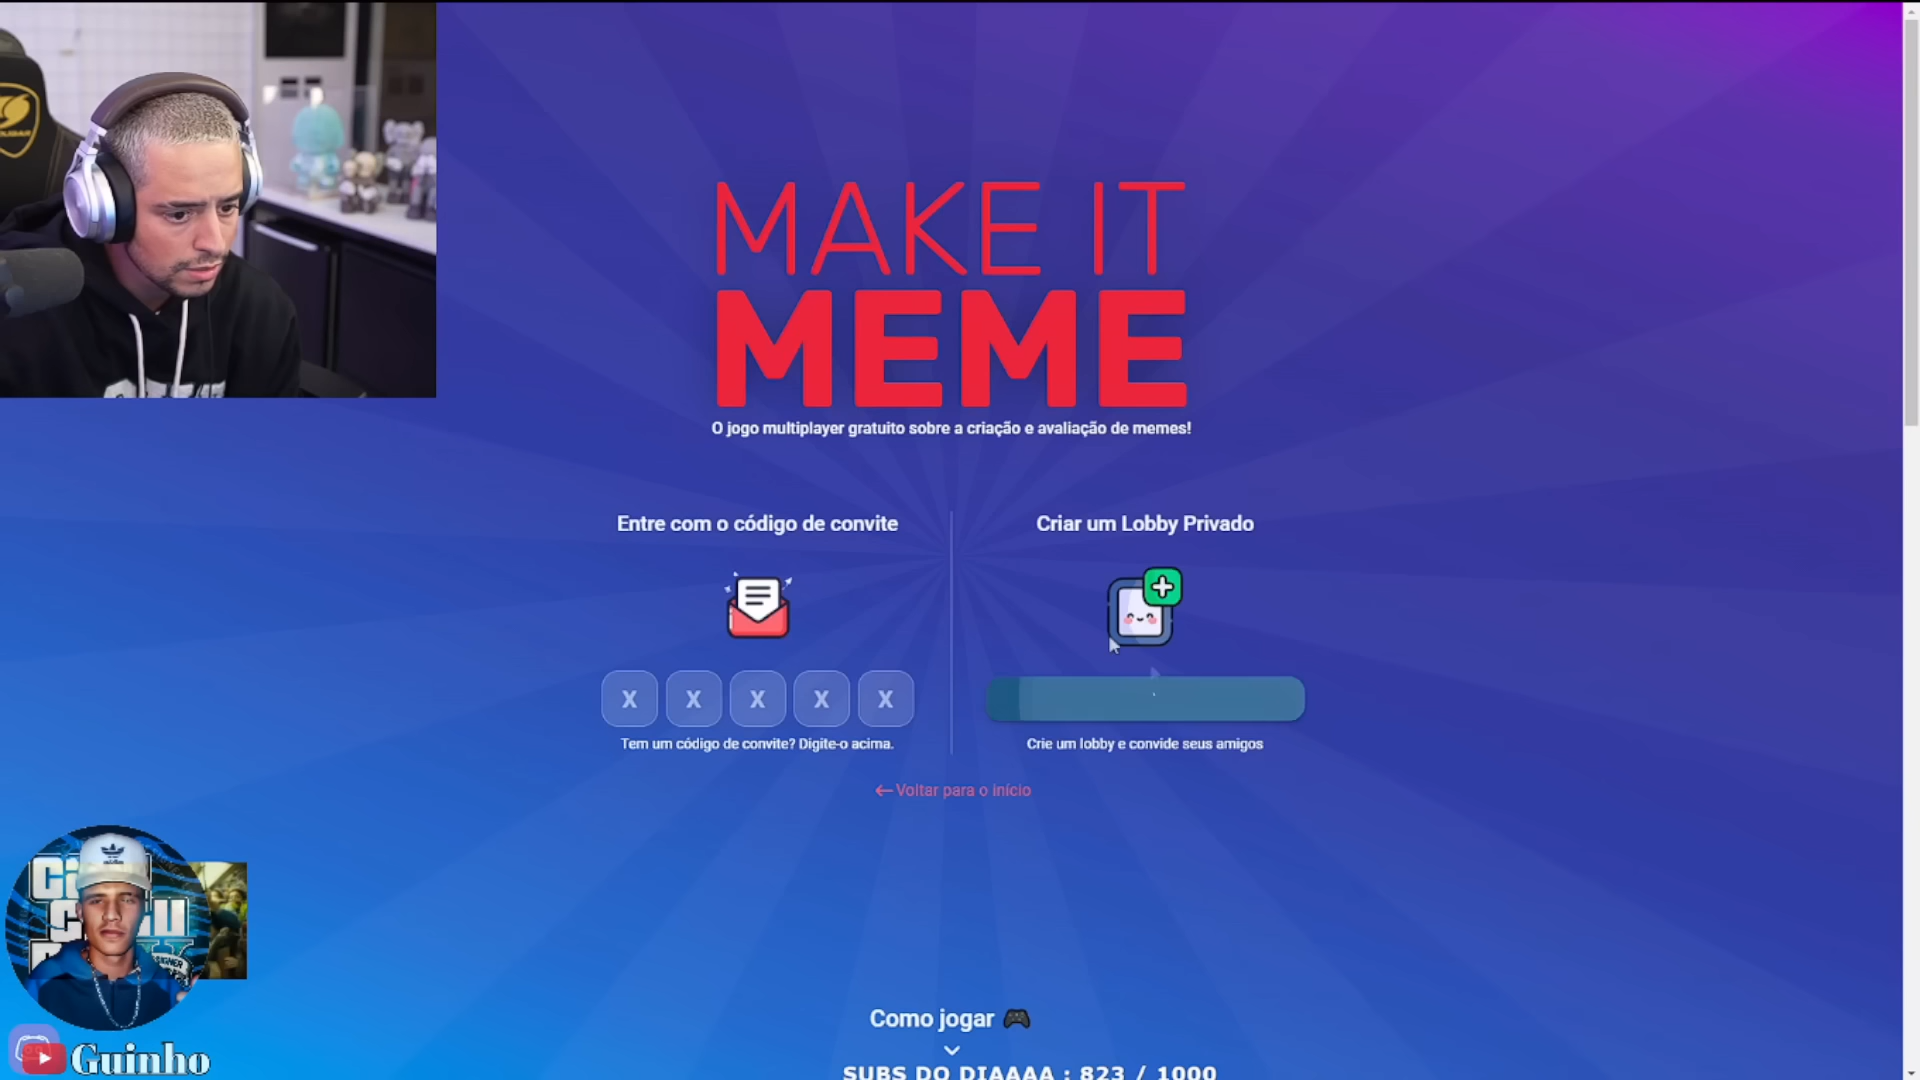 MAKE IT
MEME
O jogo multiplayer gratuito sobre a criação e avaliação de memes!
Entre com o código de convite
Criar um Lobby Privado
X X X X X
Tem um código de convite? Digite-o acima.
Crie um lobby e convide seus amigos
← Voltar para o início
Como jogar
SUBS DO DIAAAA : 823 / 1000
Guinho